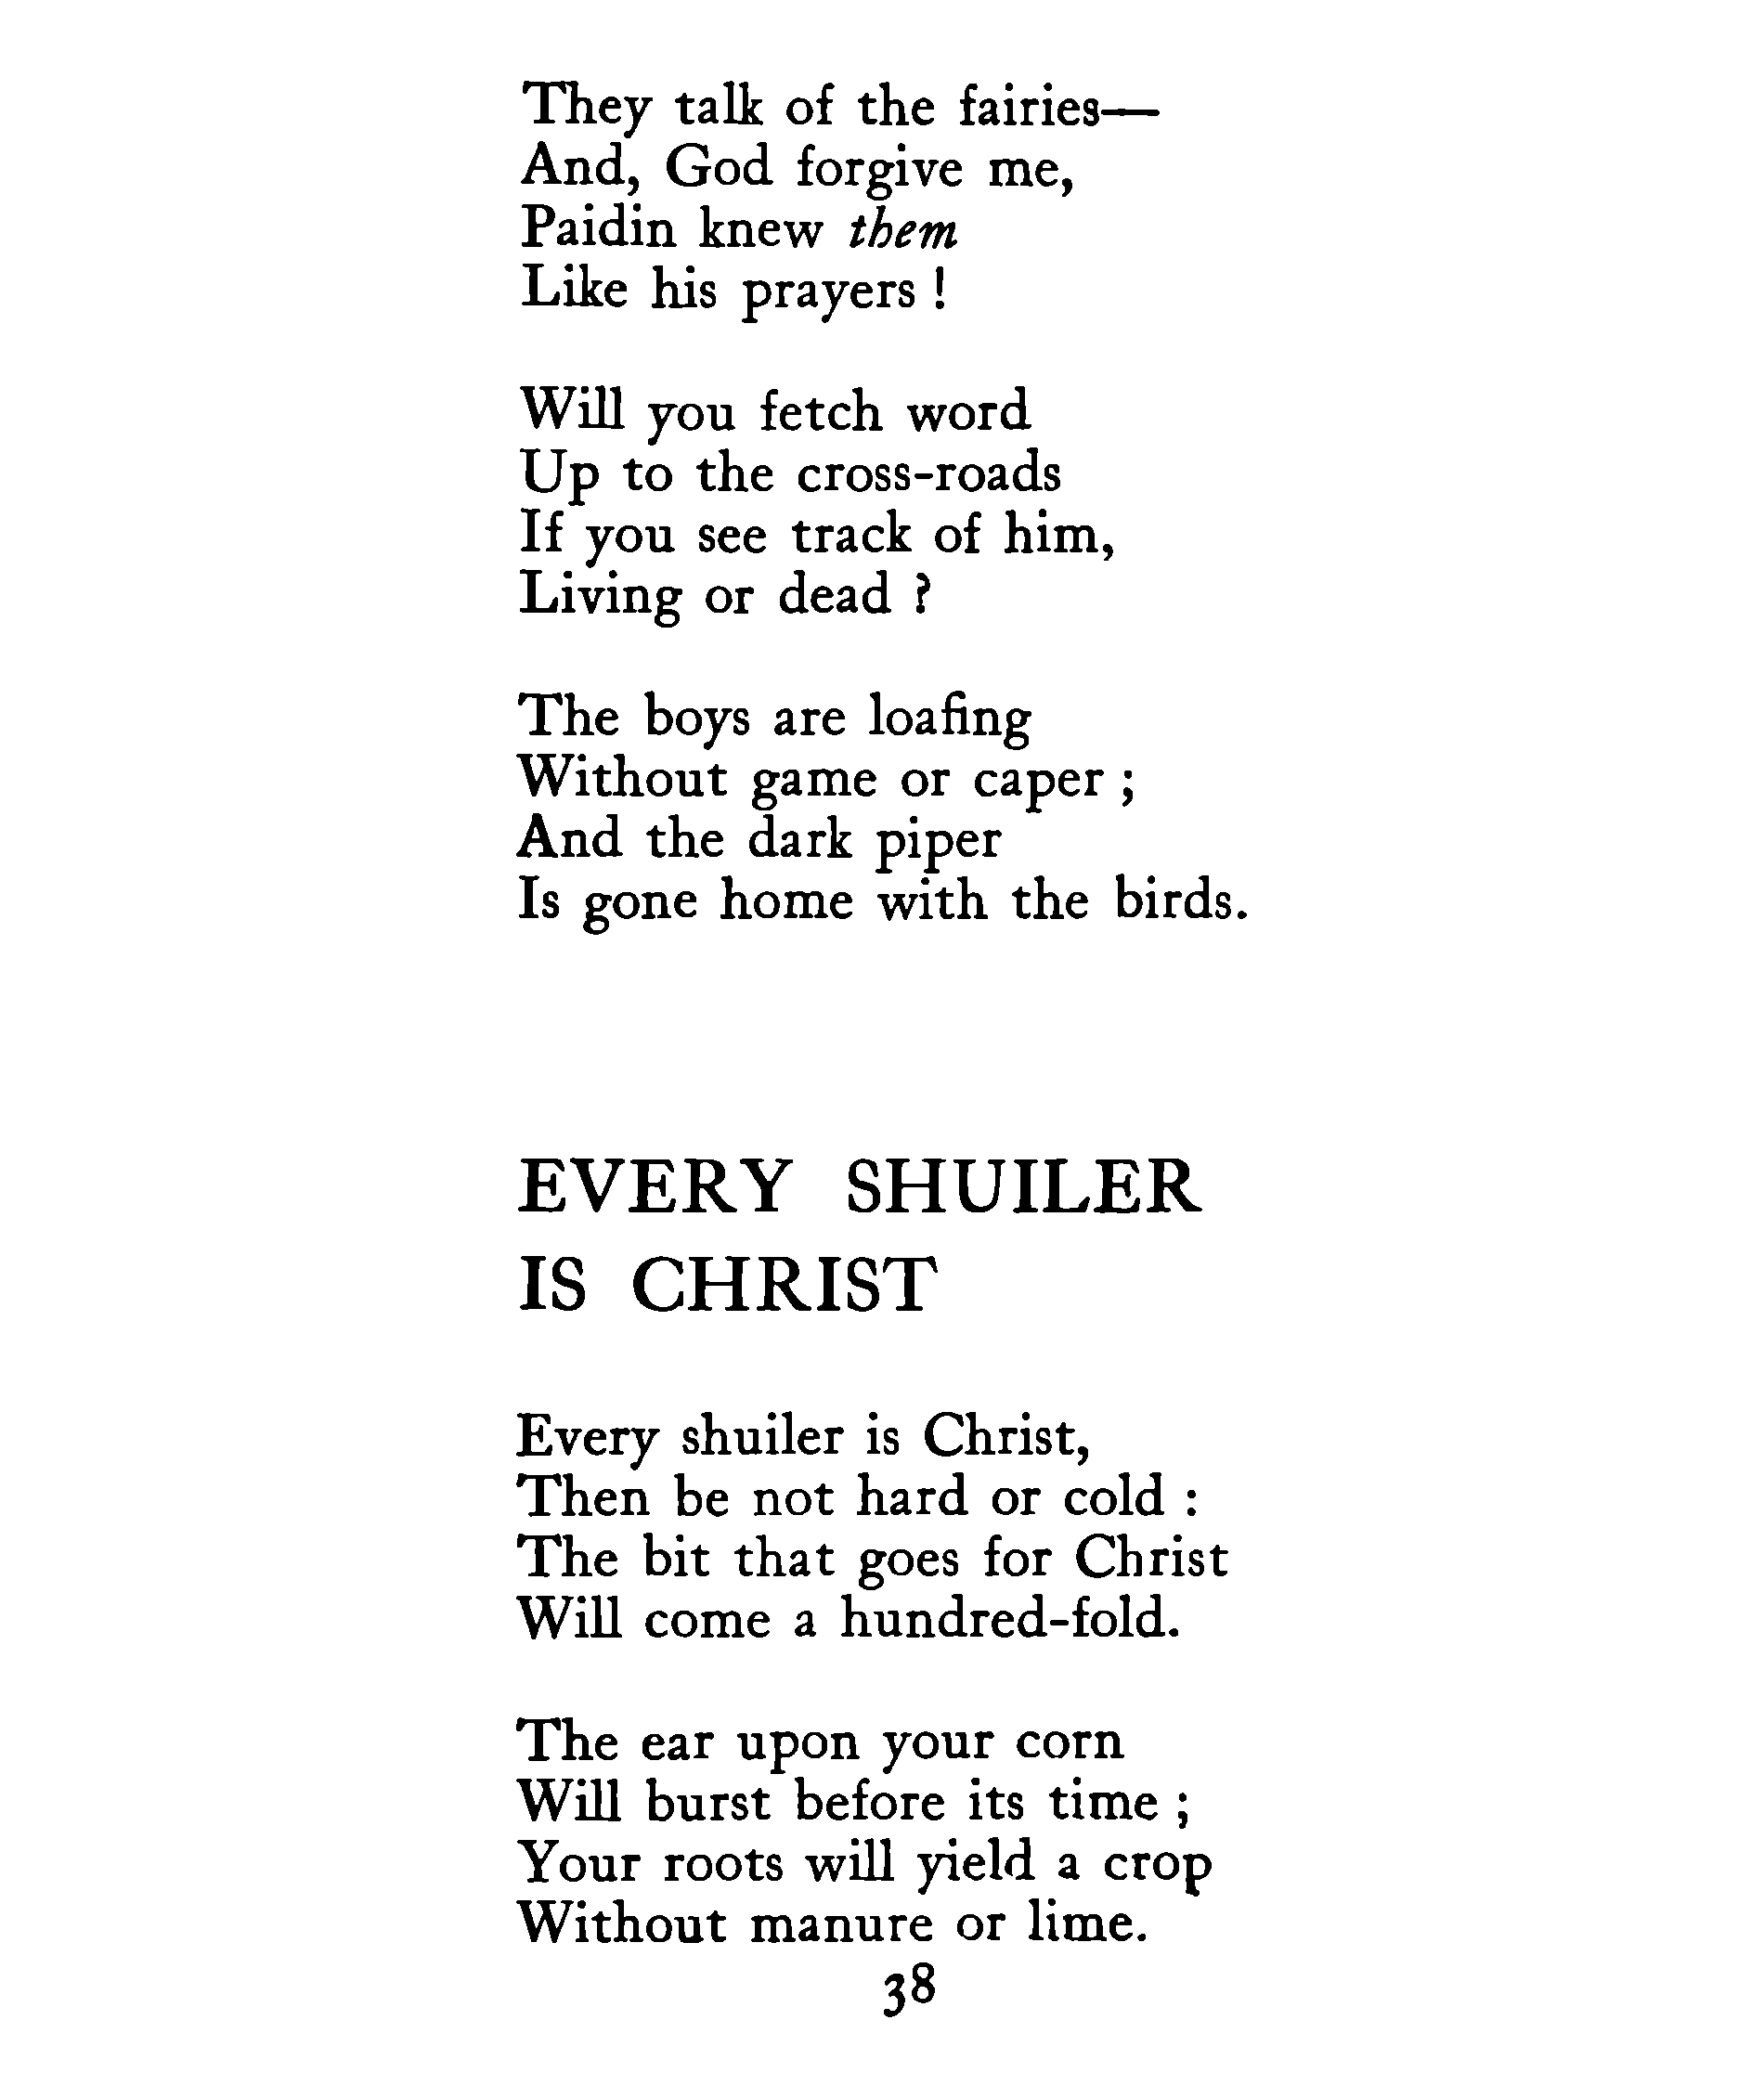 They talk of the fairies—
And, God forgive me,
Paidin knew them
Like his prayers !

Will you fetch word
Up to the cross-roads
If you see track of him,
Living or dead ?

The boys are loafing
Without game or caper ;
And the dark piper
Is gone home with the birds.

EVERY SHUILER
IS CHRIST

Every shuiler is Christ,
Then be not hard or cold :
The bit that goes for Christ
Will come a hundred-fold.

The ear upon your corn
Will burst before its time ;
Your roots will yield a crop
Without manure or lime.
38